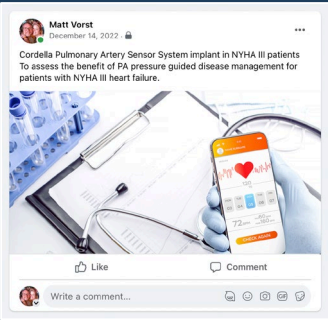 Matt Vorst
December 14, 2022 ·
Cordella Pulmonary Artery Sensor System implant in NYHA III patients
To assess the benefit of PA pressure guided disease management for
patients with NYHA III heart failure.
CHECK AGAIN
Like Comment
Write a comment...
GIF